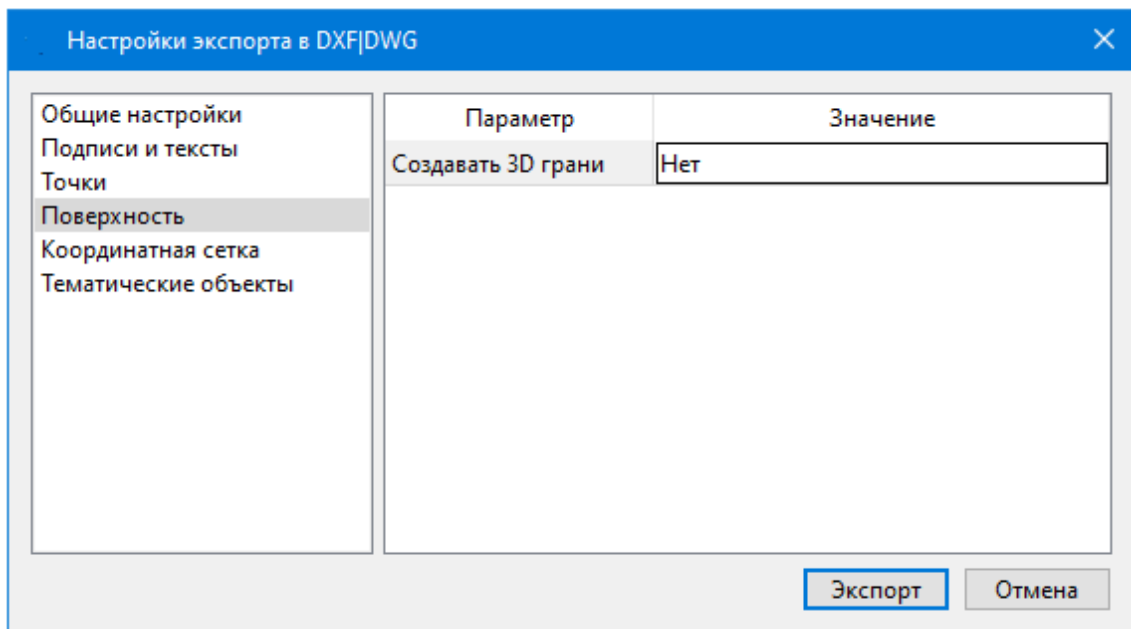 Настройки экспорта в DXF|DWG
Общие настройки
Подписи и тексты
Точки
Поверхность
Координатная сетка
Тематические объекты
Параметр Значение
Создавать 3D грани Нет
Экспорт Отмена